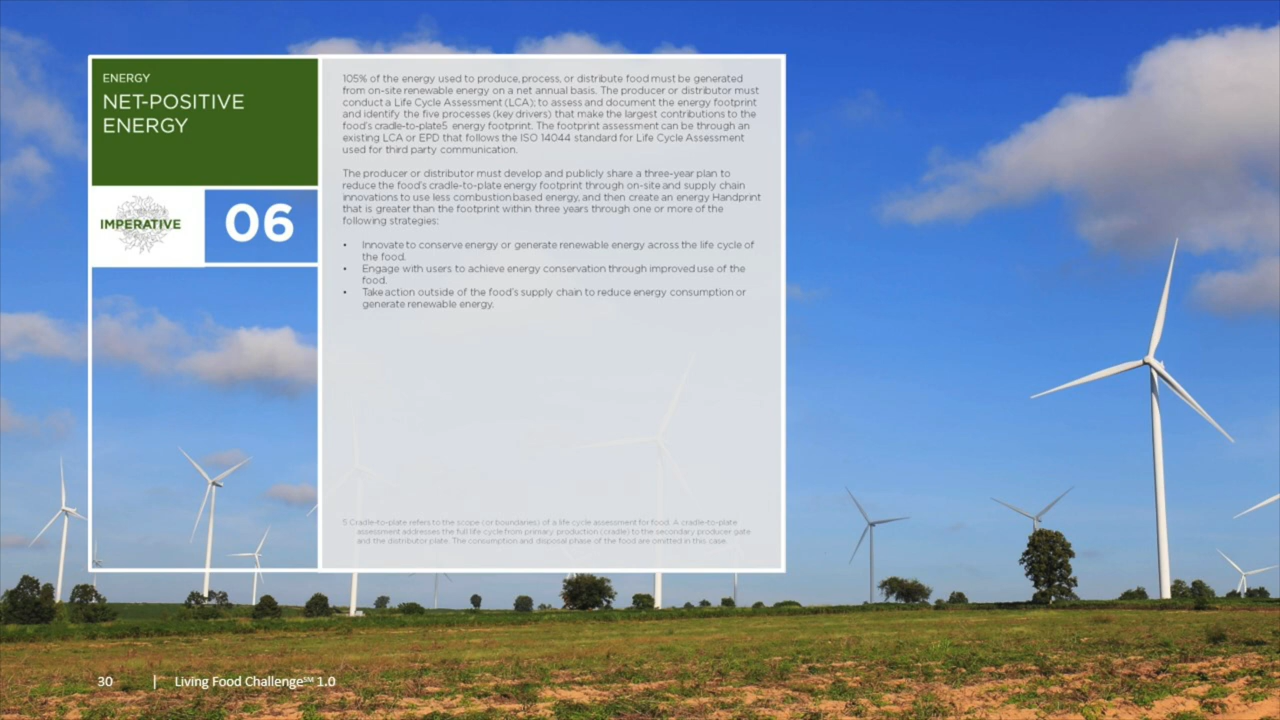 ENERGY
NET-POSITIVE
ENERGY
IMPERATIVE
06
105% of the energy used to produce, process, or distribute food must be generated
from on-site renewable energy on a net annual basis. The producer or distributor must
conduct a Life Cycle Assessment (LCA); to assess and document the energy footprint
and identify the five processes (key drivers) that make the largest contributions to the
food's cradle-to-plate5 energy footprint. The footprint assessment can be through an
existing LCA or EPD that follows the ISO 14044 standard for Life Cycle Assessment
used for third party communication.
The producer or distributor must develop and publicly share a three-year plan to
reduce the food's cradle-to-plate energy footprint through on-site and supply chain
innovations to use less combustion based energy, and then create an energy Handprint
that is greater than the footprint within three years through one or more of the
following strategies:
• Innovate to conserve energy or generate renewable energy across the life cycle of
the food.
• Engage with users to achieve energy conservation through improved use of the
food.
• Take action outside of the food's supply chain to reduce energy consumption or
generate renewable energy.
5 Cradle-to-plate refers to the scope (or boundaries) of a life cycle assessment for food. A cradle-to-plate
assessment addresses the full life cycle from primary production (cradle) to the secondary producer gate
and the distributor plate. The consumption and disposal phase of the food are omitted in this case.
30 | Living Food Challenge℠ 1.0